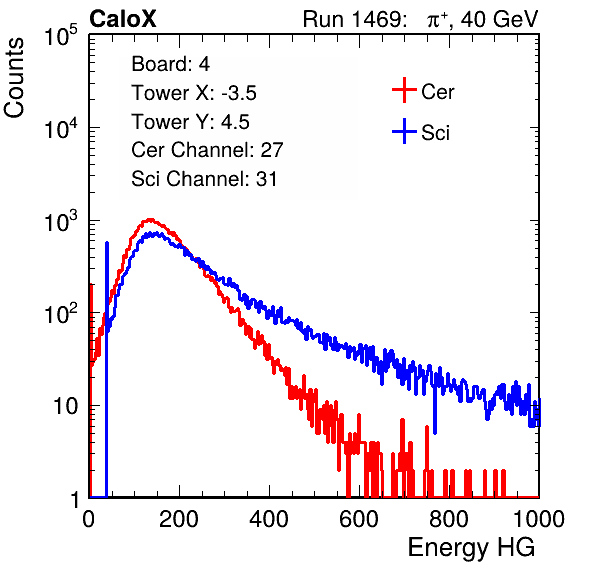 CaloX Run 1469: π⁺, 40 GeV
Counts
Board: 4
Tower X: -3.5
Tower Y: 4.5
Cer Channel: 27
Sci Channel: 31
Cer
Sci
10⁵
10⁴
10³
10²
10
1
0 200 400 600 800 1000
Energy HG